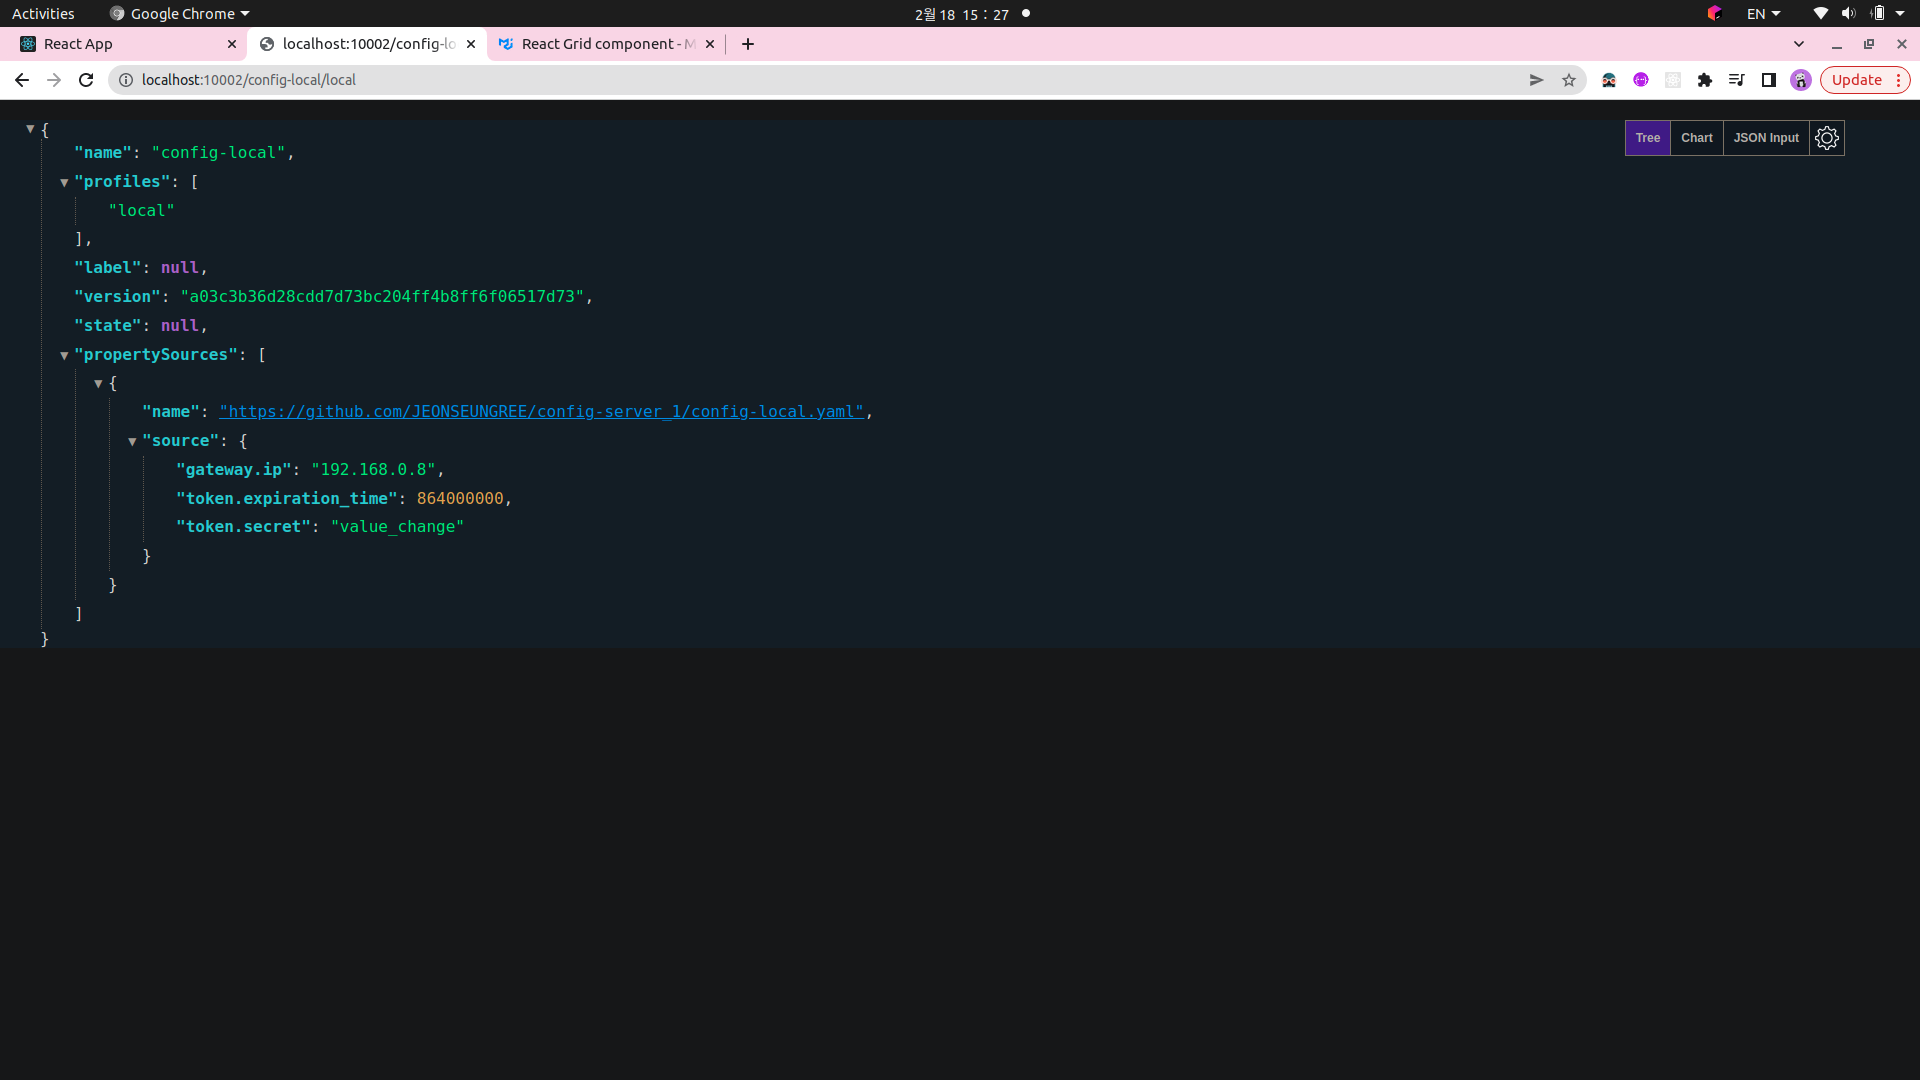 Activities
Google Chrome
2월 18 15 : 27
EN
React App
localhost:10002/config-lo
React Grid component - M
localhost:10002/config-local/local
Update
{
Tree
Chart
JSON Input
"name": "config-local",
"profiles": [
"local"
],
"label": null,
"version": "a03c3b36d28cdd7d73bc204ff4b8ff6f06517d73",
"state": null,
"propertySources": [
{
"name": "https://github.com/JEONSEUNGREE/config-server_1/config-local.yaml",
"source": {
"gateway.ip": "192.168.0.8",
"token.expiration_time": 864000000,
"token.secret": "value_change"
}
}
]
}